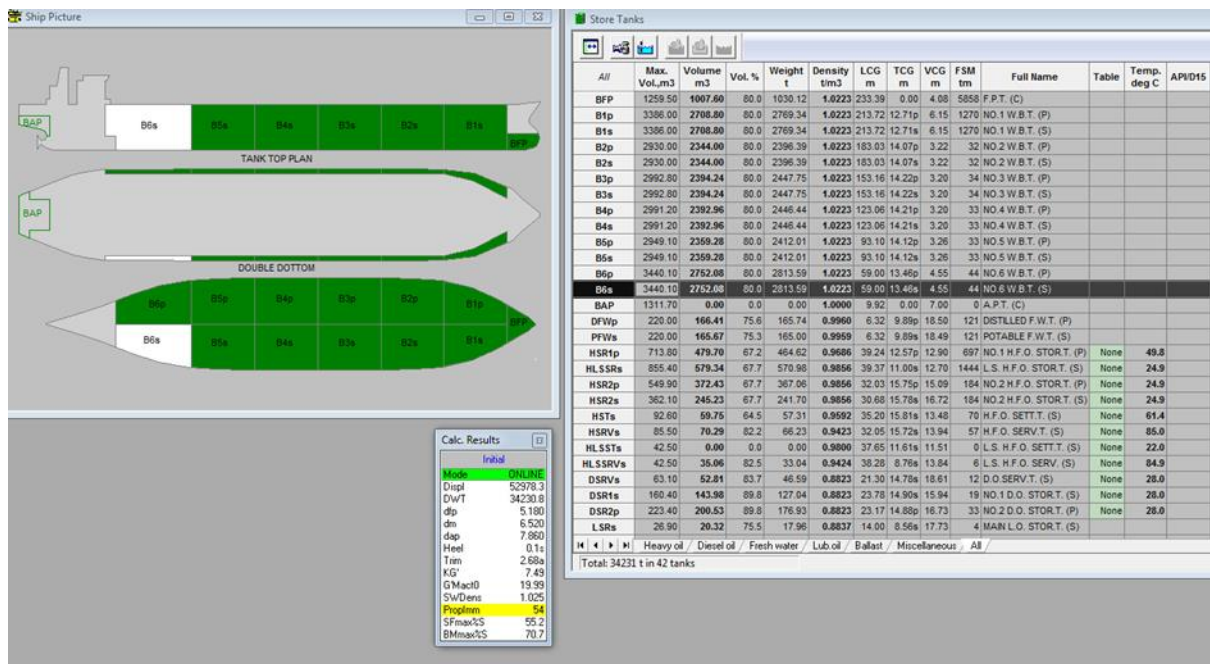 Ship Picture
BAP B6s B5s B4s B3s B2s B1s BFP
TANK TOP PLAN
BAP
DOUBLE DOTTOM
B6p B5p B4p B3p B2p B1p BFP
B6s B5s B4s B3s B2s B1s
Calc. Results
Initial
Mode ONLINE
Displ 52978.3
DWT 34230.8
dfp 5.180
dm 6.520
dap 7.860
Heel 0.1s
Trim 2.68a
KG' 7.49
G'Mact0 19.99
SWDens 1.025
PropImm 54
SFmax%S 55.2
BMmax%S 70.7
Store Tanks
All Max. Vol.,m3 Volume m3 Vol. % Weight t Density t/m3 LCG m TCG m VCG m FSM tm Full Name Table Temp. deg C API/D15
BFP 1259.50 1007.60 80.0 1030.12 1.0223 233.39 0.00 4.08 5858 F.P.T. (C)
B1p 3386.00 2708.80 80.0 2769.34 1.0223 213.72 12.71p 6.15 1270 NO.1 W.B.T. (P)
B1s 3386.00 2708.80 80.0 2769.34 1.0223 213.72 12.71s 6.15 1270 NO.1 W.B.T. (S)
B2p 2930.00 2344.00 80.0 2396.39 1.0223 183.03 14.07p 3.22 32 NO.2 W.B.T. (P)
B2s 2930.00 2344.00 80.0 2396.39 1.0223 183.03 14.07s 3.22 32 NO.2 W.B.T. (S)
B3p 2992.80 2394.24 80.0 2447.75 1.0223 153.16 14.22p 3.20 34 NO.3 W.B.T. (P)
B3s 2992.80 2394.24 80.0 2447.75 1.0223 153.16 14.22s 3.20 34 NO.3 W.B.T. (S)
B4p 2991.20 2392.96 80.0 2446.44 1.0223 123.06 14.21p 3.20 33 NO.4 W.B.T. (P)
B4s 2991.20 2392.96 80.0 2446.44 1.0223 123.06 14.21s 3.20 33 NO.4 W.B.T. (S)
B5p 2949.10 2359.28 80.0 2412.01 1.0223 93.10 14.12p 3.26 33 NO.5 W.B.T. (P)
B5s 2949.10 2359.28 80.0 2412.01 1.0223 93.10 14.12s 3.26 33 NO.5 W.B.T. (S)
B6p 3440.10 2752.08 80.0 2813.59 1.0223 59.00 13.46p 4.55 44 NO.6 W.B.T. (P)
B6s 3440.10 2752.08 80.0 2813.59 1.0223 59.00 13.46s 4.55 44 NO.6 W.B.T. (S)
BAP 1311.70 0.00 0.0 0.00 1.0000 9.92 0.00 7.00 0 A.P.T. (C)
DFWp 220.00 166.41 75.6 165.74 0.9960 6.32 9.89p 18.50 121 DISTILLED F.W.T. (P)
PFWs 220.00 165.67 75.3 165.00 0.9959 6.32 9.89s 18.49 121 POTABLE F.W.T. (S)
HSR1p 713.80 479.70 67.2 464.62 0.9686 39.24 12.57p 12.90 697 NO.1 H.F.O. STOR.T. (P) None 49.8
HLSSRs 855.40 579.34 67.7 570.98 0.9856 39.37 11.00s 12.70 1444 L.S. H.F.O. STOR.T. (S) None 24.9
HSR2p 549.90 372.43 67.7 367.06 0.9856 32.03 15.75p 15.09 184 NO.2 H.F.O. STOR.T. (P) None 24.9
HSR2s 362.10 245.23 67.7 241.70 0.9856 30.68 15.78s 16.72 184 NO.2 H.F.O. STOR.T. (S) None 24.9
HSTs 92.60 59.75 64.5 57.31 0.9592 35.20 15.81s 13.48 70 H.F.O. SETT.T. (S) None 61.4
HSRVs 85.50 70.29 82.2 66.23 0.9423 32.05 15.72s 13.94 57 H.F.O. SERV.T. (S) None 85.0
HLSSTs 42.50 0.00 0.0 0.00 0.9800 37.65 11.61s 11.51 0 L.S. H.F.O. SETT.T. (S) None 22.0
HLSSRVs 42.50 35.06 82.5 33.04 0.9424 38.28 8.76s 13.84 6 L.S. H.F.O. SERV. (S) None 84.9
DSRVs 63.10 52.81 83.7 46.59 0.8823 21.30 14.78s 18.61 12 D.O.SERV.T. (S) None 28.0
DSR1s 160.40 143.98 89.8 127.04 0.8823 23.78 14.90s 15.94 19 NO.1 D.O. STOR.T. (S) None 28.0
DSR2p 223.40 200.53 89.8 176.93 0.8823 23.17 14.88p 16.73 33 NO.2 D.O. STOR.T. (P) None 28.0
LSRs 26.90 20.32 75.5 17.96 0.8837 14.00 8.56s 17.73 4 MAIN L.O. STOR.T. (S)
Heavy oil Diesel oil Fresh water Lub.oil Ballast Miscellaneous All
Total: 34231 t in 42 tanks